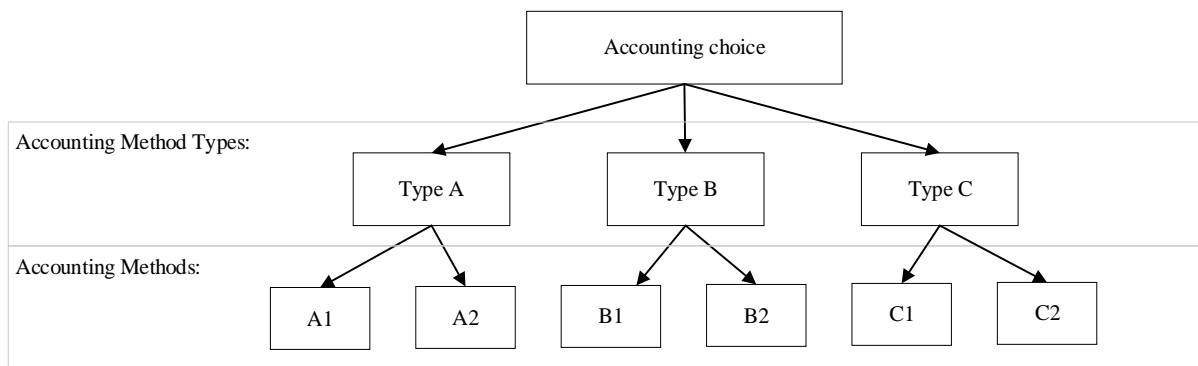 Accounting choice
Accounting Method Types:
Type A
Type B
Type C
Accounting Methods:
A1
A2
B1
B2
C1
C2